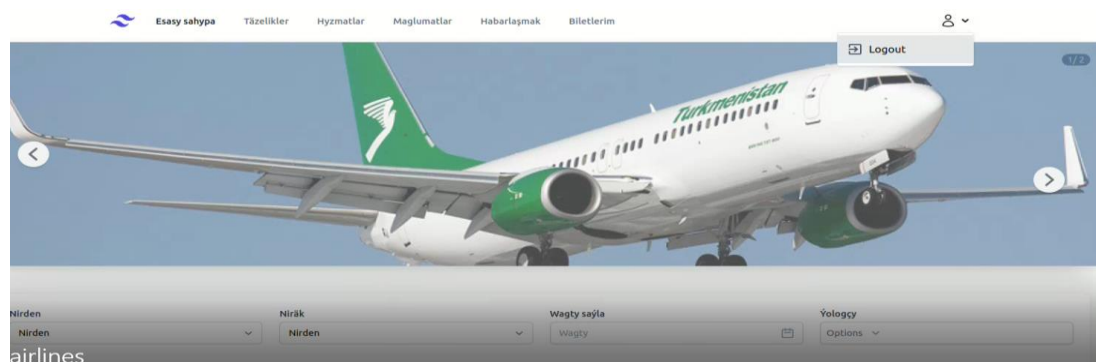 Esasy sahypa Täzelikler Hyzmatlar Maglumatlar Habarlaşmak Biletlerim
Logout
1/2
Turkmenistan
Nirden Niräk Wagty saýla Ýologçy
Nirden Nirden Wagty Options
airlines